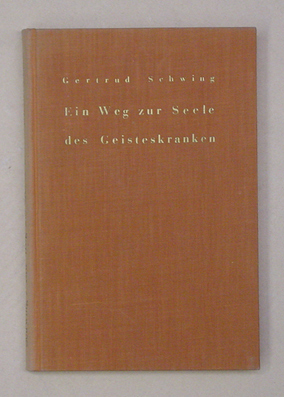 Gertrud Schwing
Ein Weg zur Seele
des Geisteskranken